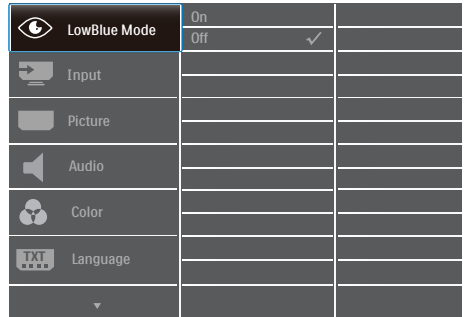 LowBlue Mode
On
Off
Input
Picture
Audio
Color
TXT
Language